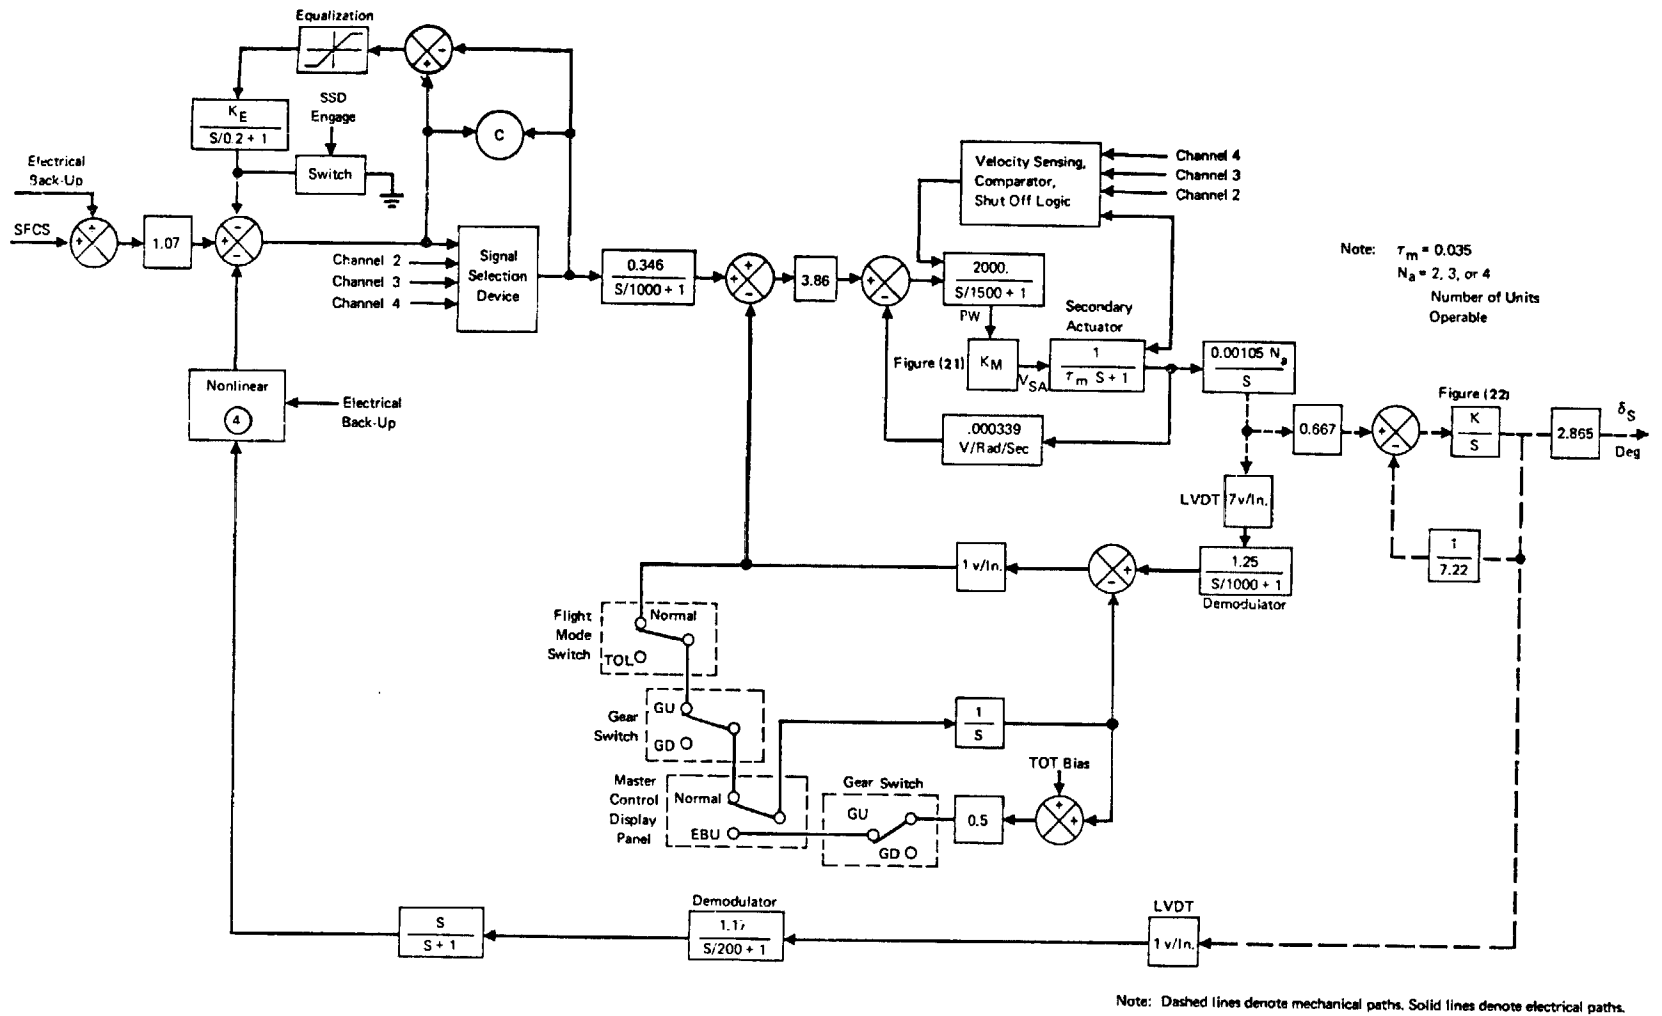 Equalization
-
+
K_E
S/0.2 + 1
SSD
Engage
Switch
C
Electrical
Back-Up
+
SFCS
+
1.07
-
+
-
Channel 2
Channel 3
Channel 4
Signal
Selection
Device
0.346
S/1000 + 1
+
+
3.86
+
-
Velocity Sensing,
Comparator,
Shut Off Logic
Channel 4
Channel 3
Channel 2
2000.
S/1500 + 1
PW
Figure (21)
K_M
V_SA
Secondary
Actuator
1
τ_m S + 1
.000339
V/Rad/Sec
0.00105 N_a
S
Note: τ_m = 0.035
N_a = 2, 3, or 4
Number of Units
Operable
0.667
+
-
Figure (22)
K
S
2.865
δ_S
Deg
1
7.22
LVDT
7v/In.
1.25
S/1000 + 1
Demodulator
+
-
1 v/In.
Nonlinear
4
Electrical
Back-Up
Flight
Mode
Switch
Normal
TOL
Gear
Switch
GU
GD
Master
Control
Display
Panel
Normal
EBU
1
S
Gear Switch
GU
GD
0.5
TOT Bias
+
+
S
S + 1
Demodulator
S/200 + 1
LVDT
1 v/In.
Note: Dashed lines denote mechanical paths. Solid lines denote electrical paths.